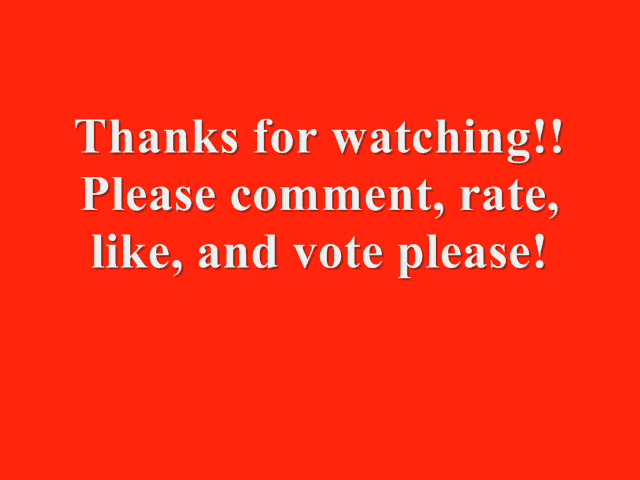 Thanks for watching!!
Please comment, rate,
like, and vote please!